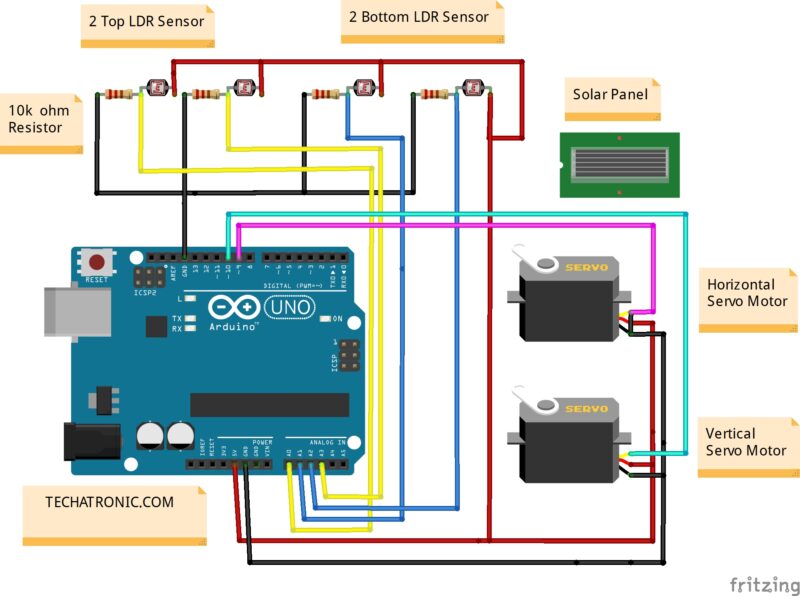 2 Top LDR Sensor
2 Bottom LDR Sensor
10k ohm
Resistor
Solar Panel
RESET
ICSP2
AREF
GND
13
12
~11
~10
~9
8
7
~6
~5
4
~3
2
TX0 ▶ 1
RX0 ◀ 0
DIGITAL (PWM=~)
L
TX
RX
Arduino™
UNO
ON
1
ICSP
SERVO
Horizontal
Servo Motor
SERVO
Vertical
Servo Motor
POWER
ANALOG IN
IOREF
RESET
3V3
5V
GND
GND
VIN
A0
A1
A2
A3
A4
A5
TECHATRONIC.COM
fritzing